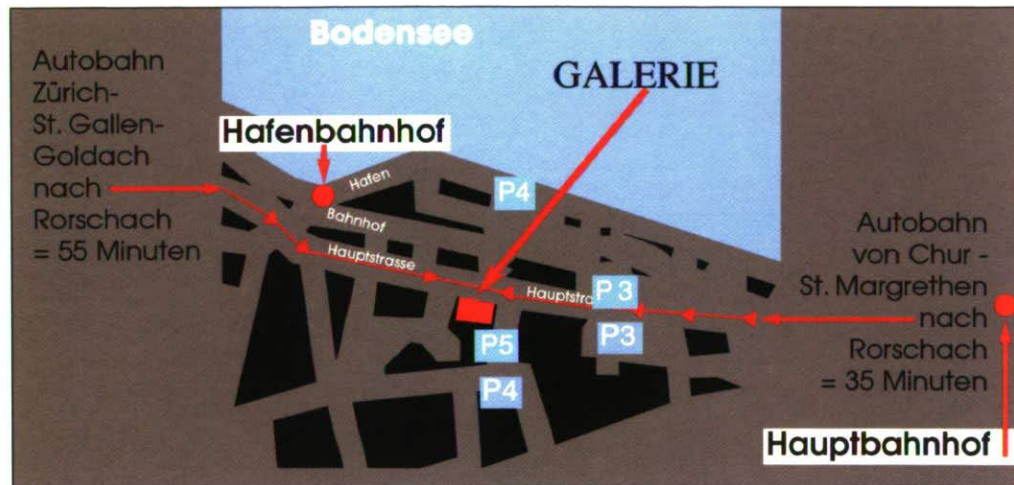 Bodensee
GALERIE
Autobahn
Zürich-
St. Gallen-
Goldach
nach
Rorschach
= 55 Minuten
Hafenbahnhof
Hafen
Bahnhof
Hauptstrasse
P4
Hauptstra
P 3
P3
P5
P4
Autobahn
von Chur -
St. Margrethen
nach
Rorschach
= 35 Minuten
Hauptbahnhof